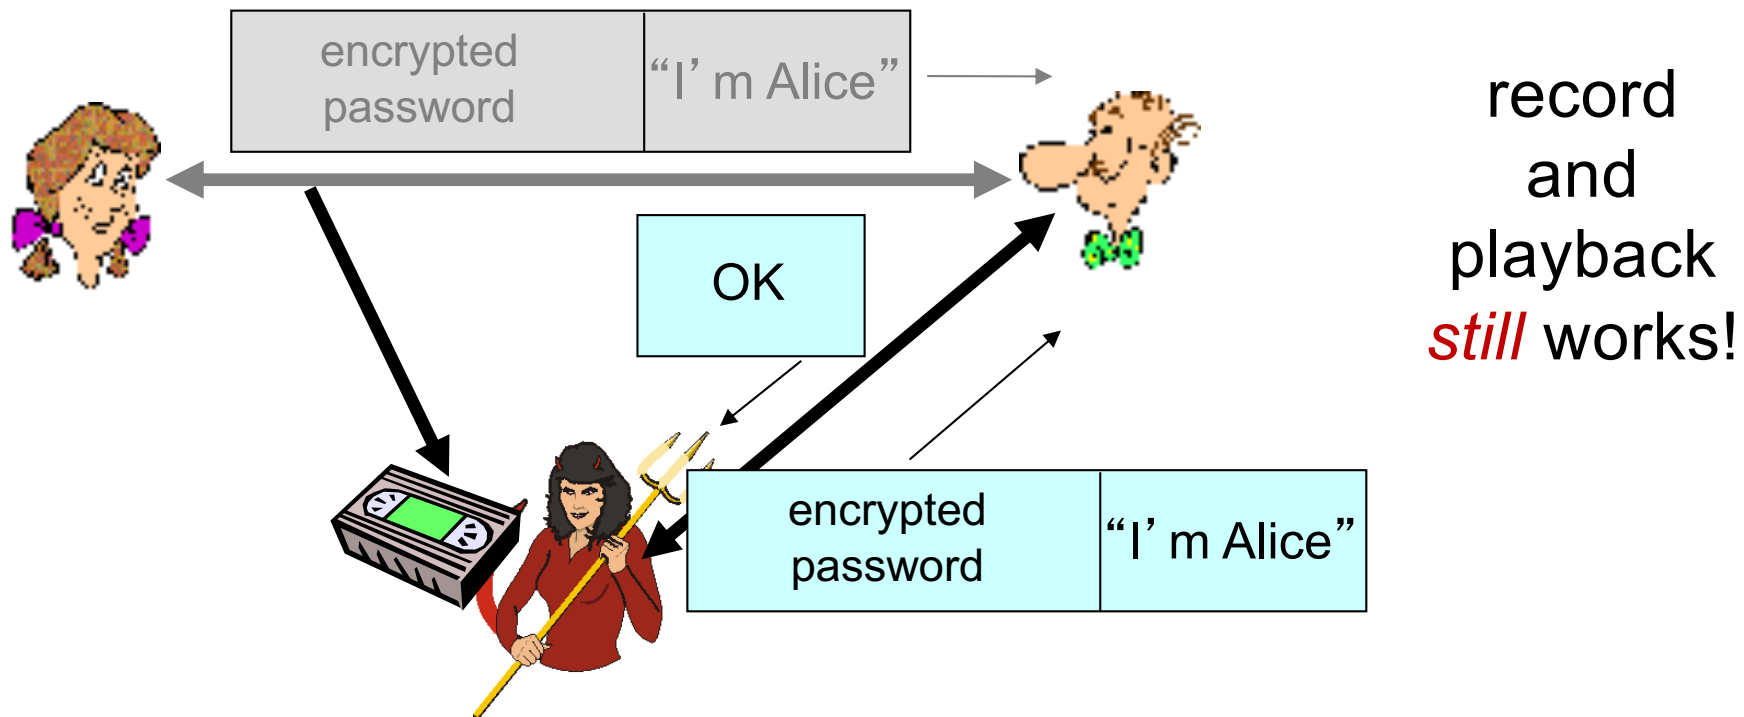 encrypted
password
“I’ m Alice”
record
and
playback
still works!
OK
encrypted
password
“I’ m Alice”